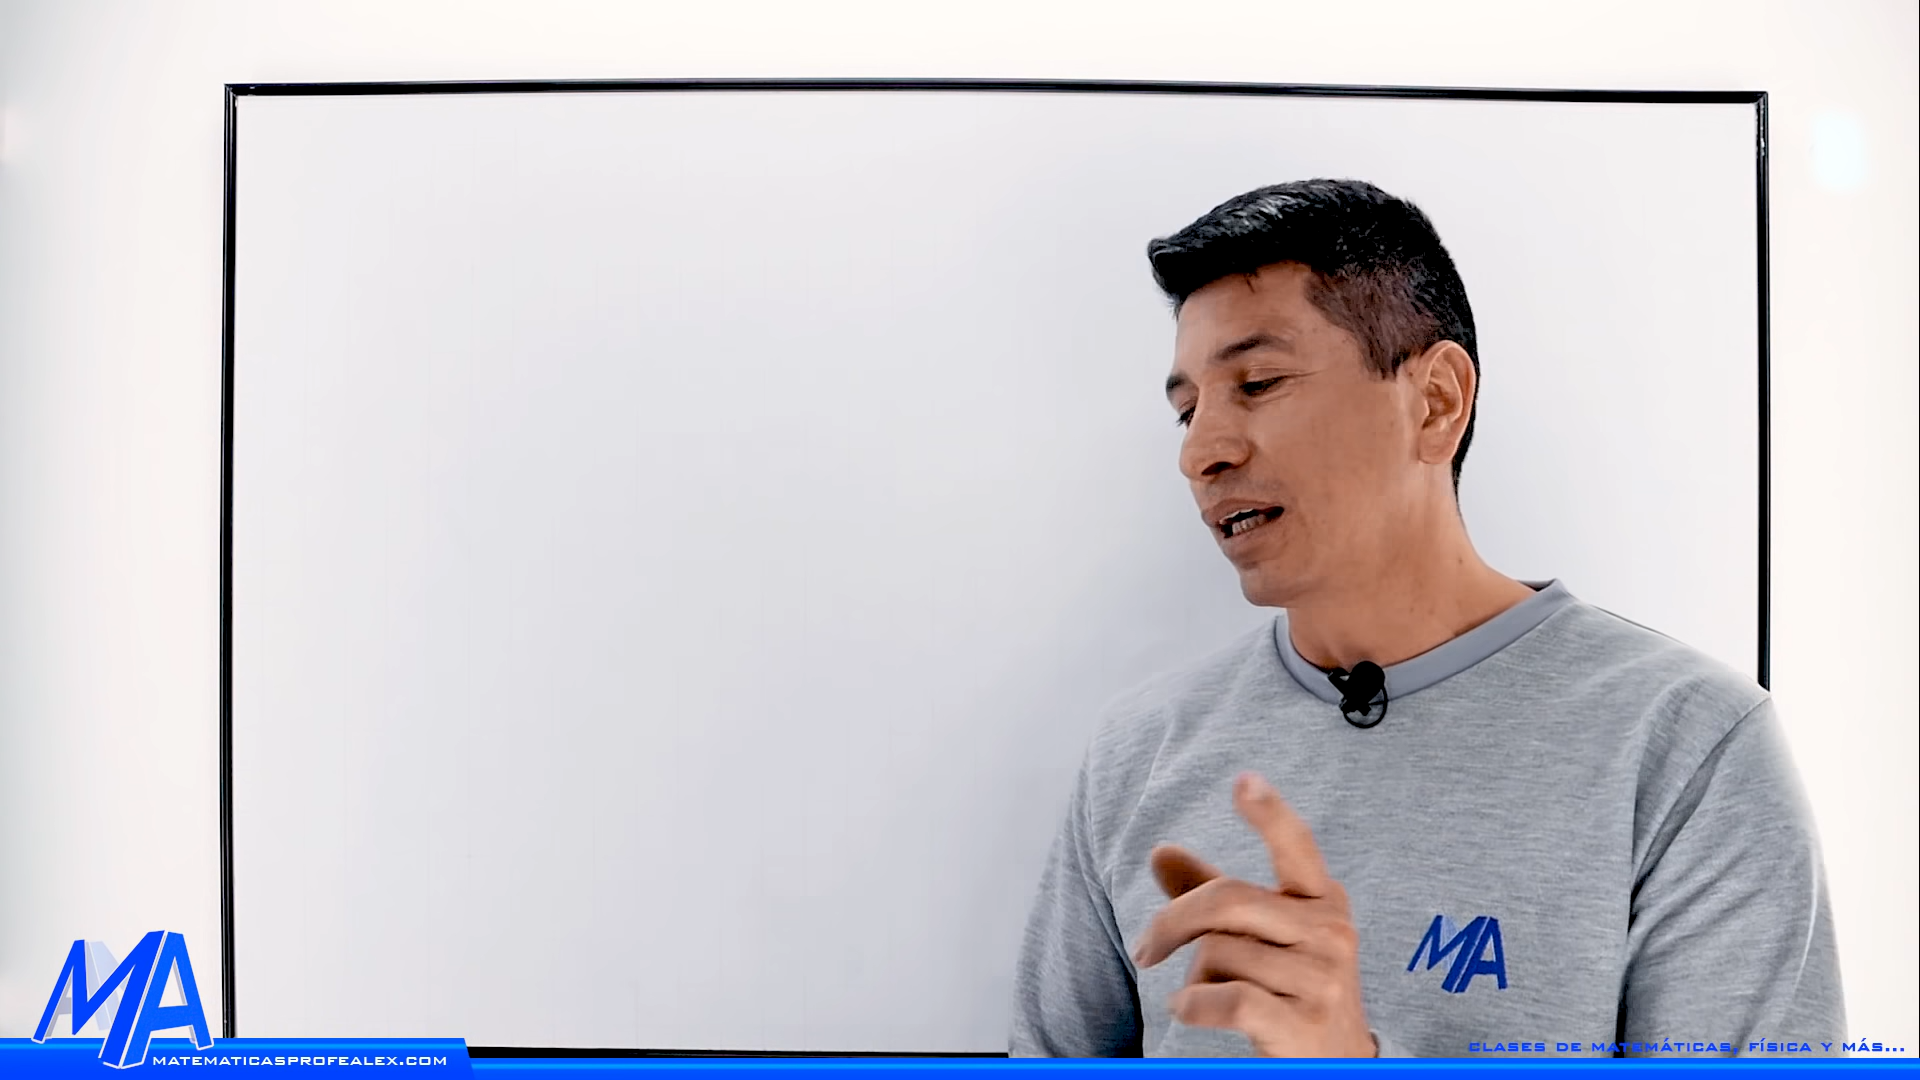 MA
MA
MATEMATICASPROFEALEX.COM
CLASES DE MATEMÁTICAS, FÍSICA Y MÁS...